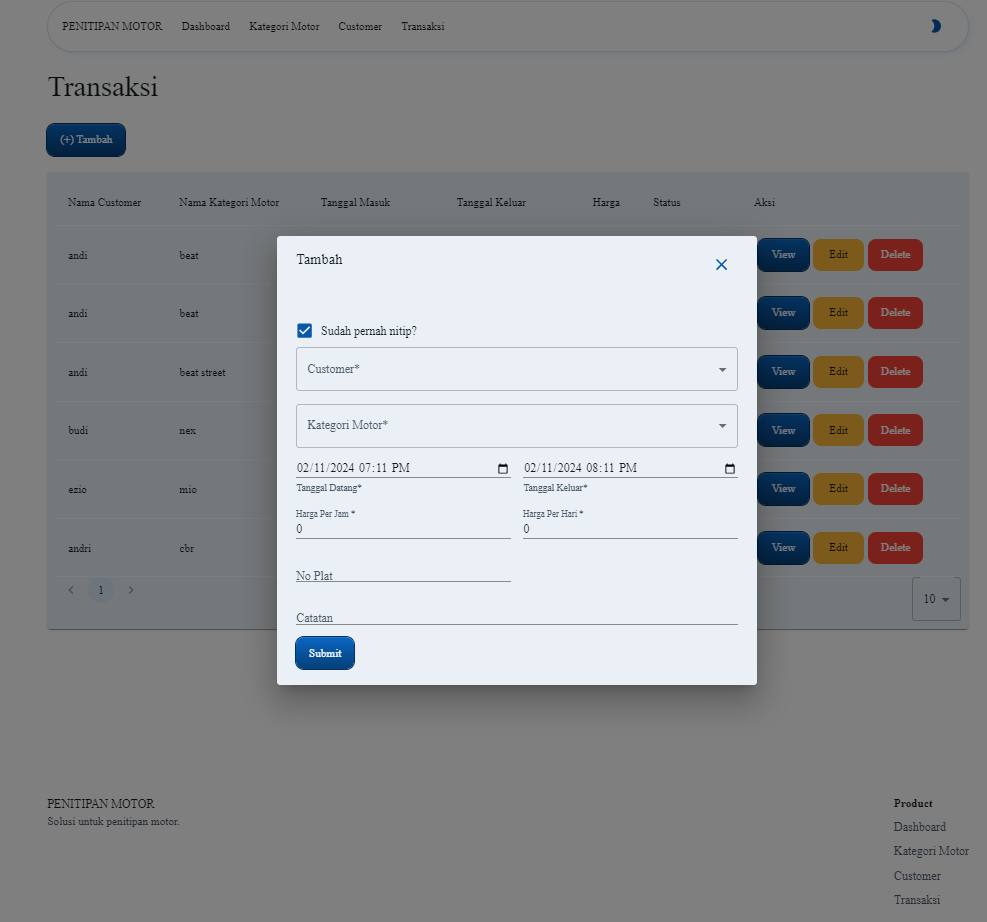 PENITIPAN MOTOR Dashboard Kategori Motor Customer Transaksi
Transaksi
(+) Tambah
Nama Customer Nama Kategori Motor Tanggal Masuk Tanggal Keluar Harga Status Aksi
andi beat View Edit Delete
andi beat View Edit Delete
andi beat street View Edit Delete
budi nex View Edit Delete
ezio mio View Edit Delete
andri cbr View Edit Delete
1
10
Tambah
Sudah pernah nitip?
Customer*
Kategori Motor*
02/11/2024 07:11 PM 02/11/2024 08:11 PM
Tanggal Datang* Tanggal Keluar*
Harga Per Jam * Harga Per Hari *
0 0
No Plat
Catatan
Submit
PENITIPAN MOTOR
Solusi untuk penitipan motor.
Product
Dashboard
Kategori Motor
Customer
Transaksi